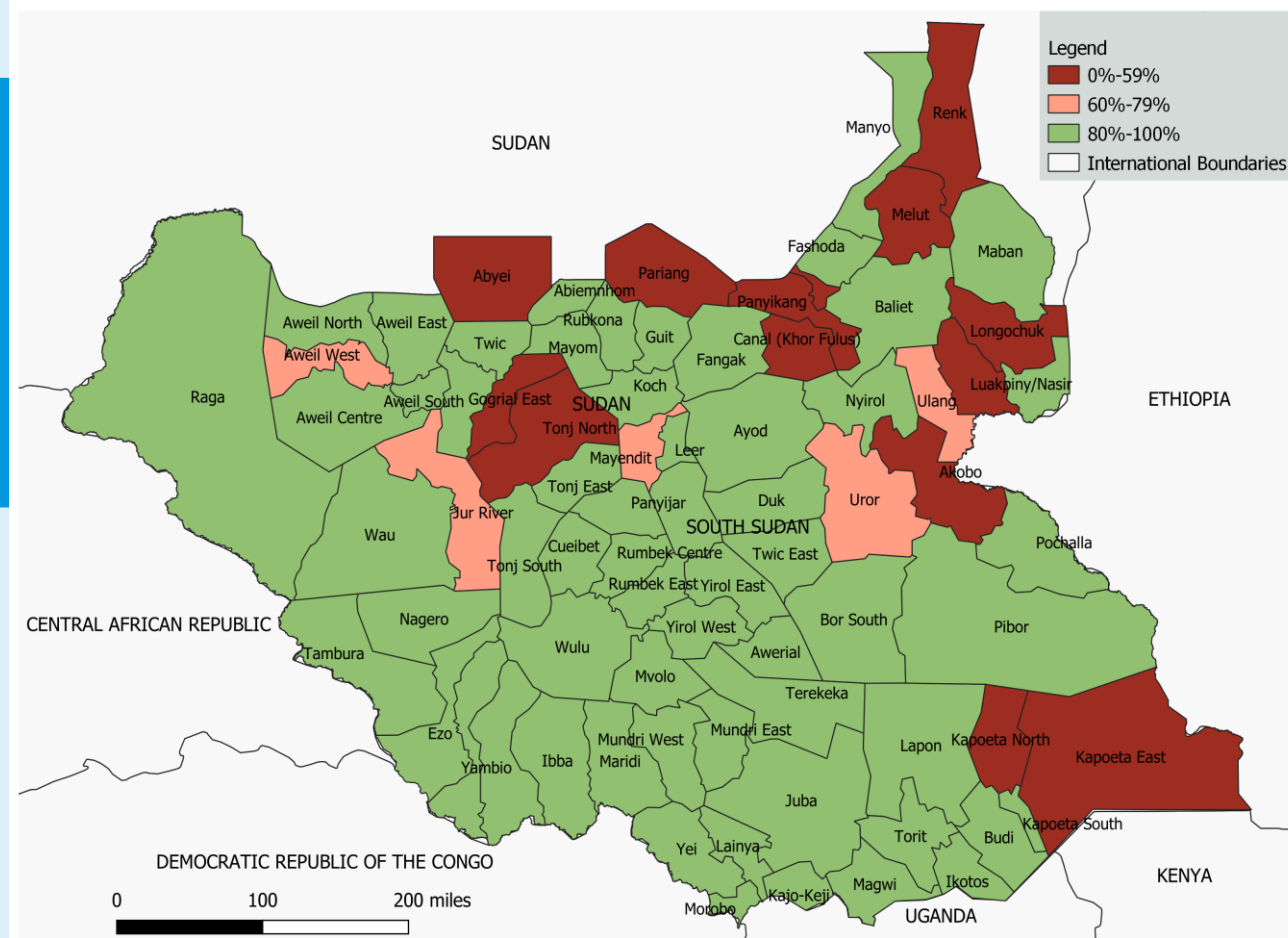 Legend
0%-59%
60%-79%
80%-100%
International Boundaries
Renk
Manyo
SUDAN
Melut
Fashoda
Maban
Abyei
Pariang
Abiemnhom
Panyikang
Baliet
Aweil North
Aweil East
Rubkona
Longochuk
Twic
Mayom
Guit
Canal (Khor Fulus)
Aweil West
Fangak
Raga
Koch
Luakpiny/Nasir
Aweil Centre
Aweil South
Gogrial East
SUDAN
Nyirol
Ulang
ETHIOPIA
Tonj North
Ayod
Mayendit
Leer
Akobo
Tonj East
Panyijar
Duk
Uror
Jur River
Wau
SOUTH SUDAN
Pochalla
Cueibet
Rumbek Centre
Twic East
Tonj South
Rumbek East
Yirol East
CENTRAL AFRICAN REPUBLIC
Nagero
Yirol West
Bor South
Pibor
Tambura
Wulu
Awerial
Mvolo
Terekeka
Ezo
Mundri West
Mundri East
Lapon
Kapoeta North
Kapoeta East
Yambio
Ibba
Maridi
Juba
Kapoeta South
Yei
Lainya
Torit
Budi
DEMOCRATIC REPUBLIC OF THE CONGO
KENYA
Magwi
Ikotos
Kajo-Keji
Morobo
UGANDA
0 100 200 miles